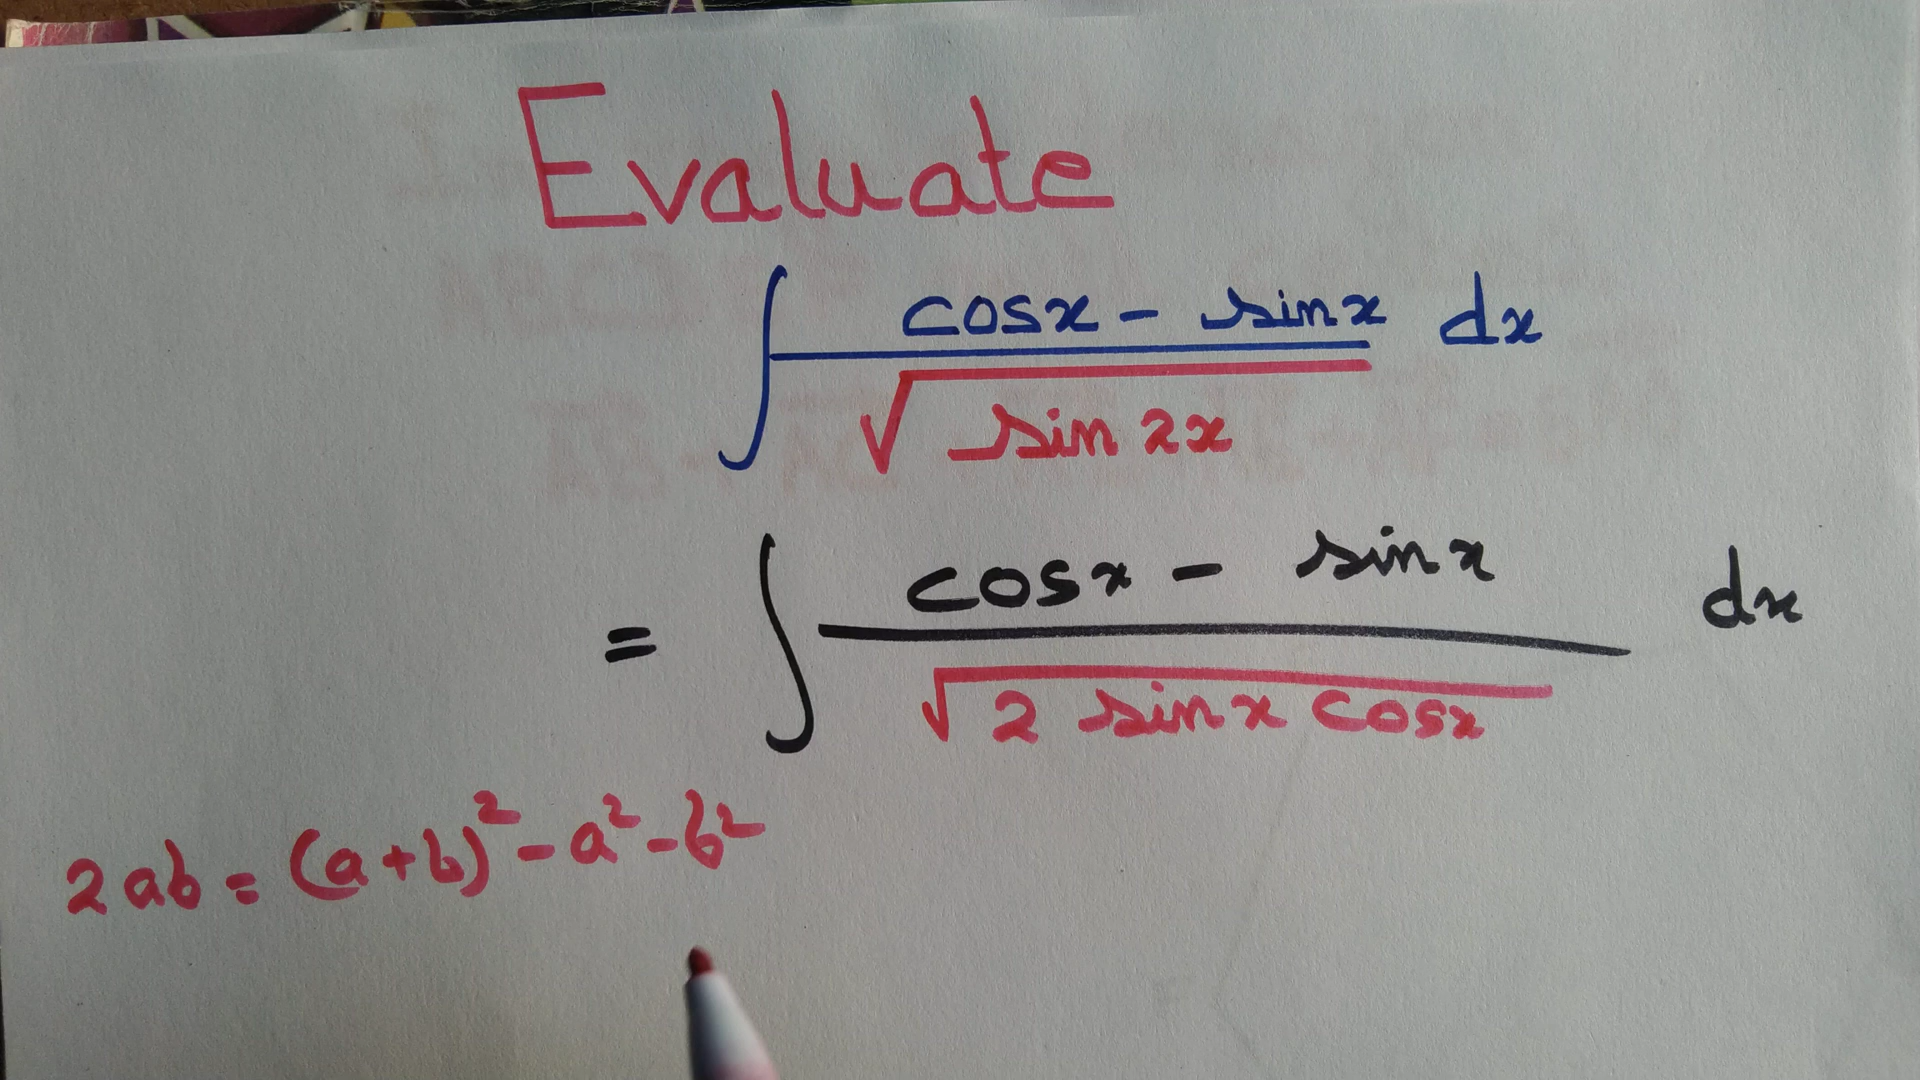 Evaluate
∫ (cosx - sinx)/√(sin 2x) dx
= ∫ (cosx - sinx)/√(2 sinx cosx) dx
2ab = (a+b)² - a² - b²